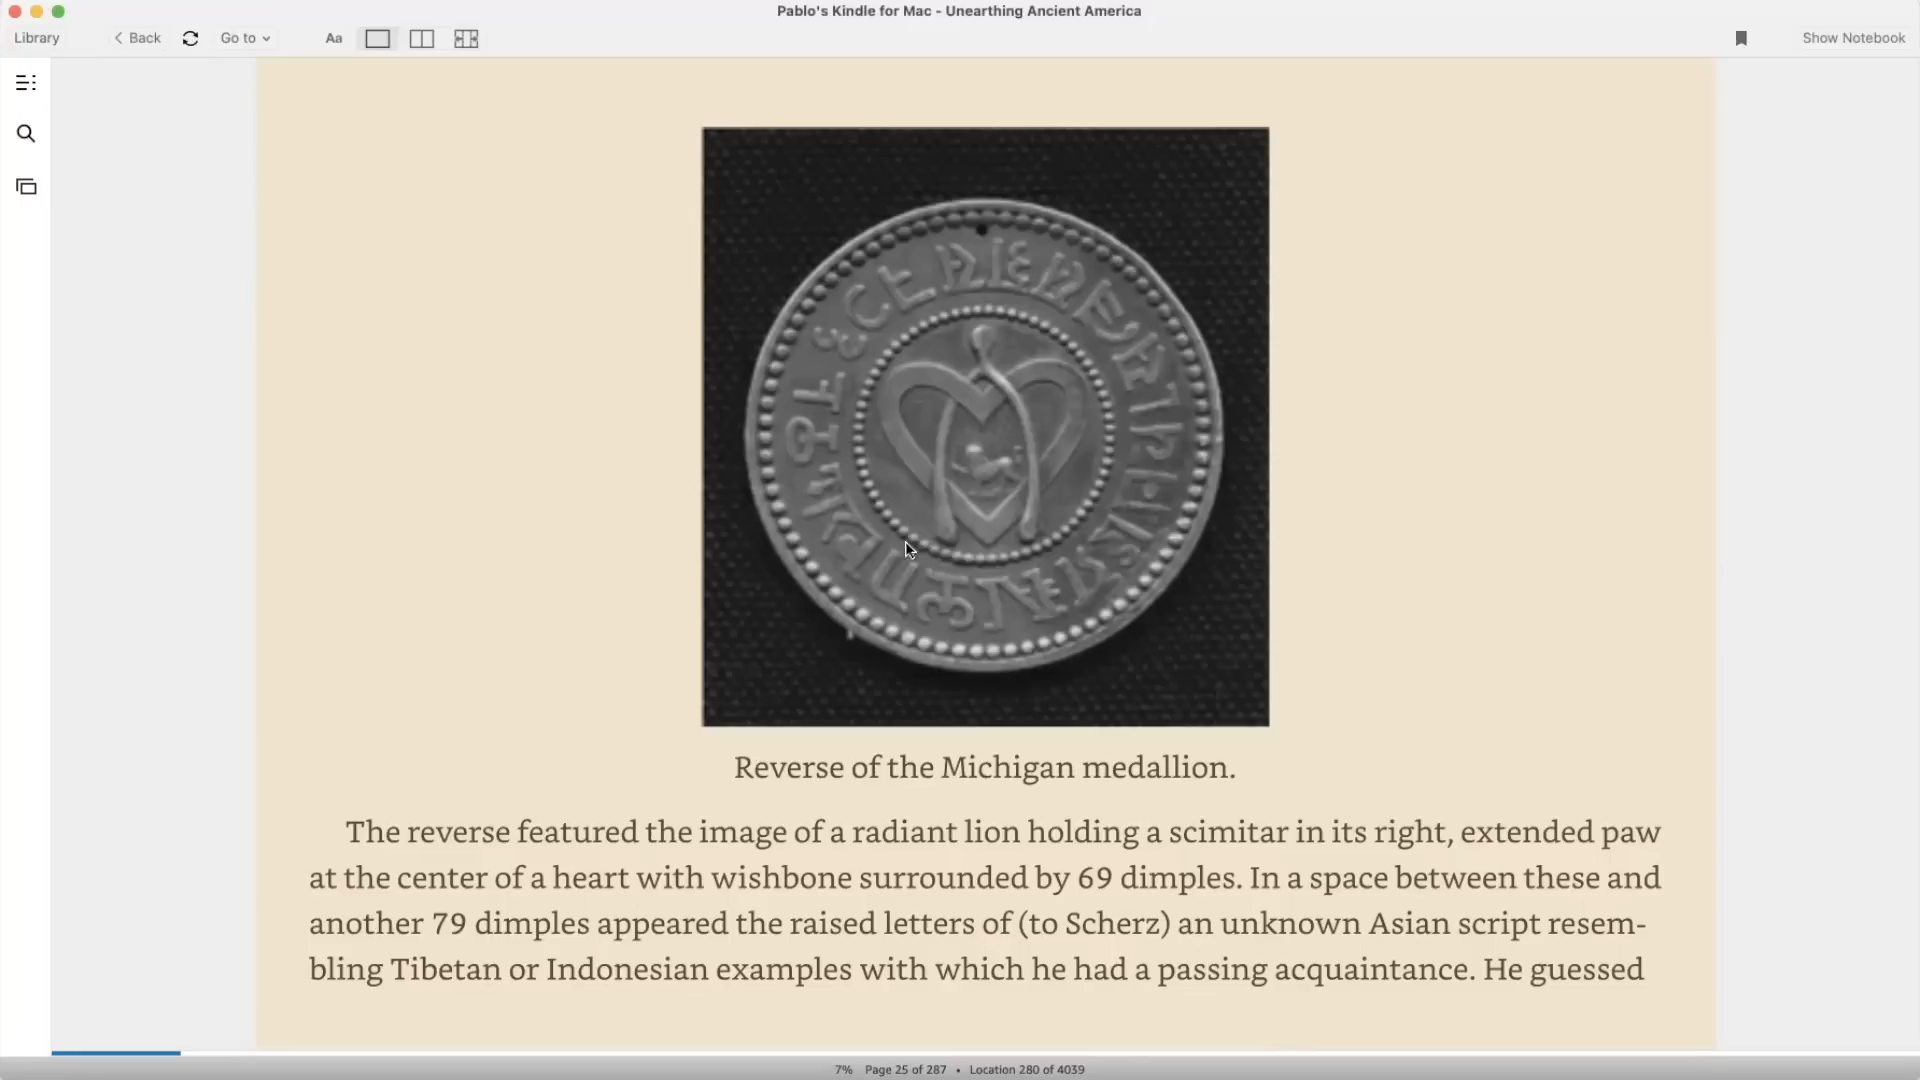 Pablo's Kindle for Mac - Unearthing Ancient America
Library
Back
Go to
Aa
Show Notebook
Reverse of the Michigan medallion.
The reverse featured the image of a radiant lion holding a scimitar in its right, extended paw
at the center of a heart with wishbone surrounded by 69 dimples. In a space between these and
another 79 dimples appeared the raised letters of (to Scherz) an unknown Asian script resem-
bling Tibetan or Indonesian examples with which he had a passing acquaintance. He guessed
7% Page 25 of 287 • Location 280 of 4039